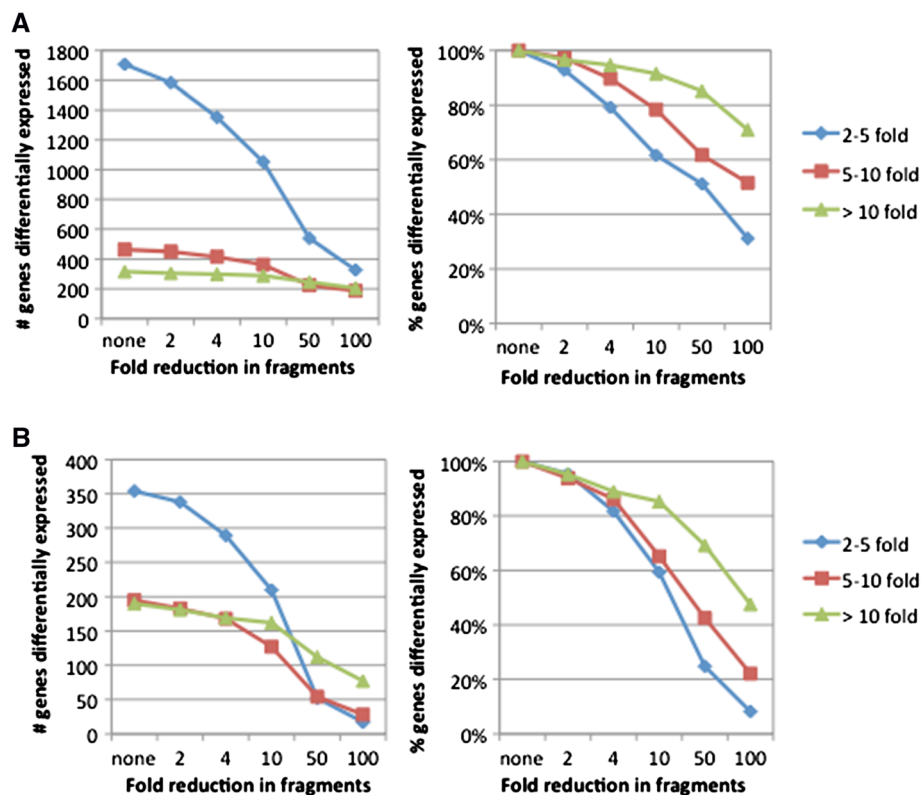 A
# genes differentially expressed
1800
1600
1400
1200
1000
800
600
400
200
0
none 2 4 10 50 100
Fold reduction in fragments
% genes differentially expressed
100%
80%
60%
40%
20%
0%
none 2 4 10 50 100
Fold reduction in fragments
2-5 fold
5-10 fold
> 10 fold
B
# genes differentially expressed
400
350
300
250
200
150
100
50
0
none 2 4 10 50 100
Fold reduction in fragments
% genes differentially expressed
100%
80%
60%
40%
20%
0%
none 2 4 10 50 100
Fold reduction in fragments
2-5 fold
5-10 fold
> 10 fold